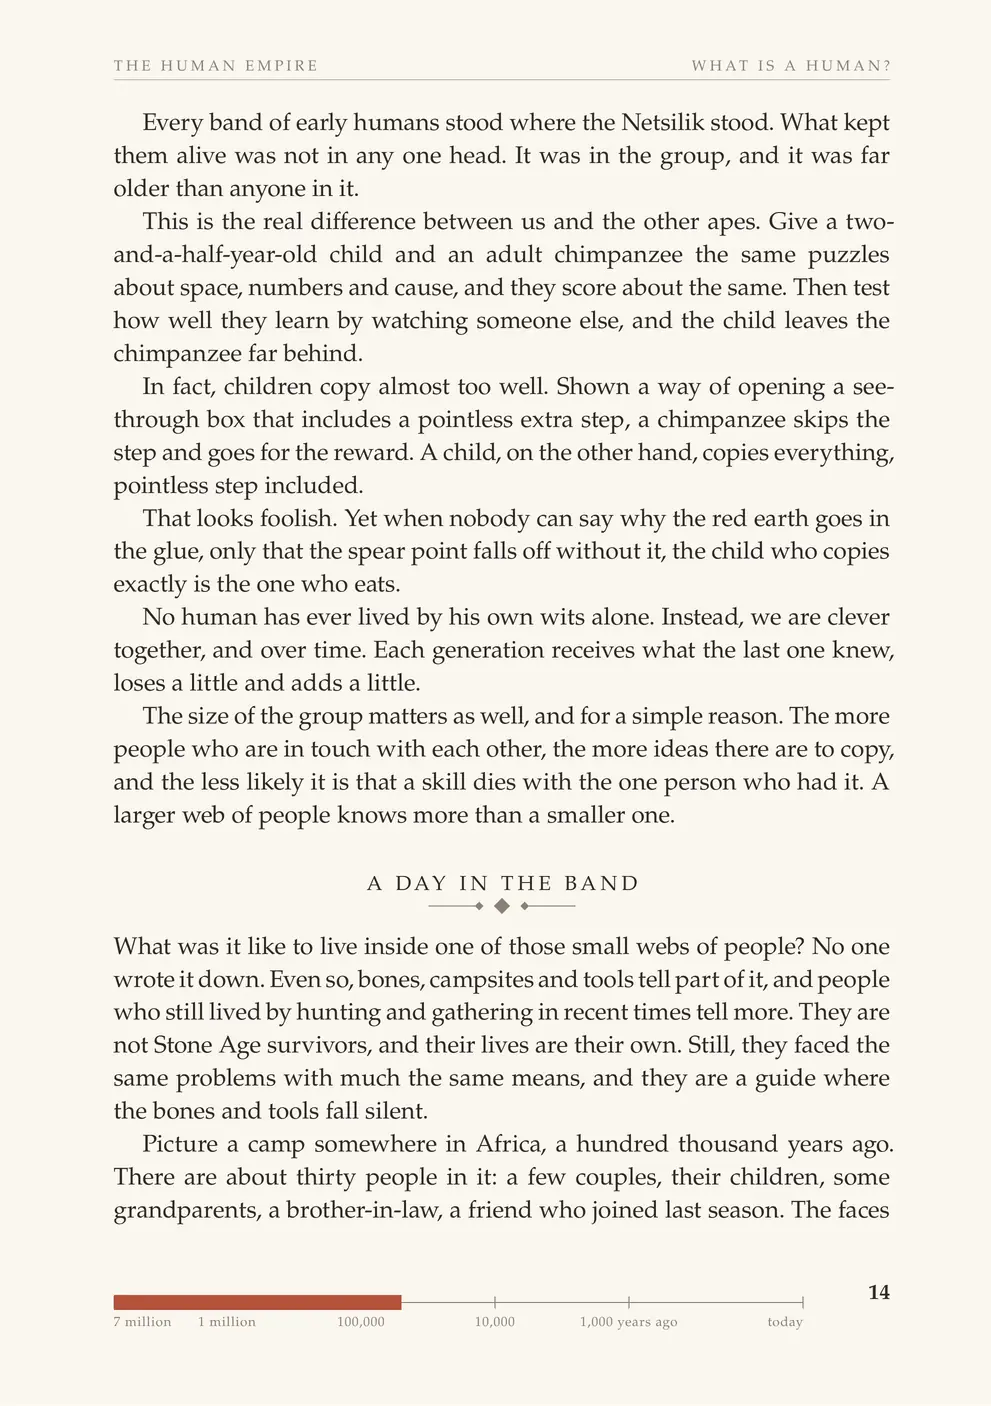 THE HUMAN EMPIRE
WHAT IS A HUMAN?
Every band of early humans stood where the Netsilik stood. What kept
them alive was not in any one head. It was in the group, and it was far
older than anyone in it.
This is the real difference between us and the other apes. Give a two-
and-a-half-year-old child and an adult chimpanzee the same puzzles
about space, numbers and cause, and they score about the same. Then test
how well they learn by watching someone else, and the child leaves the
chimpanzee far behind.
In fact, children copy almost too well. Shown a way of opening a see-
through box that includes a pointless extra step, a chimpanzee skips the
step and goes for the reward. A child, on the other hand, copies everything,
pointless step included.
That looks foolish. Yet when nobody can say why the red earth goes in
the glue, only that the spear point falls off without it, the child who copies
exactly is the one who eats.
No human has ever lived by his own wits alone. Instead, we are clever
together, and over time. Each generation receives what the last one knew,
loses a little and adds a little.
The size of the group matters as well, and for a simple reason. The more
people who are in touch with each other, the more ideas there are to copy,
and the less likely it is that a skill dies with the one person who had it. A
larger web of people knows more than a smaller one.
A DAY IN THE BAND
What was it like to live inside one of those small webs of people? No one
wrote it down. Even so, bones, campsites and tools tell part of it, and people
who still lived by hunting and gathering in recent times tell more. They are
not Stone Age survivors, and their lives are their own. Still, they faced the
same problems with much the same means, and they are a guide where
the bones and tools fall silent.
Picture a camp somewhere in Africa, a hundred thousand years ago.
There are about thirty people in it: a few couples, their children, some
grandparents, a brother-in-law, a friend who joined last season. The faces
14
7 million 1 million 100,000 10,000 1,000 years ago today